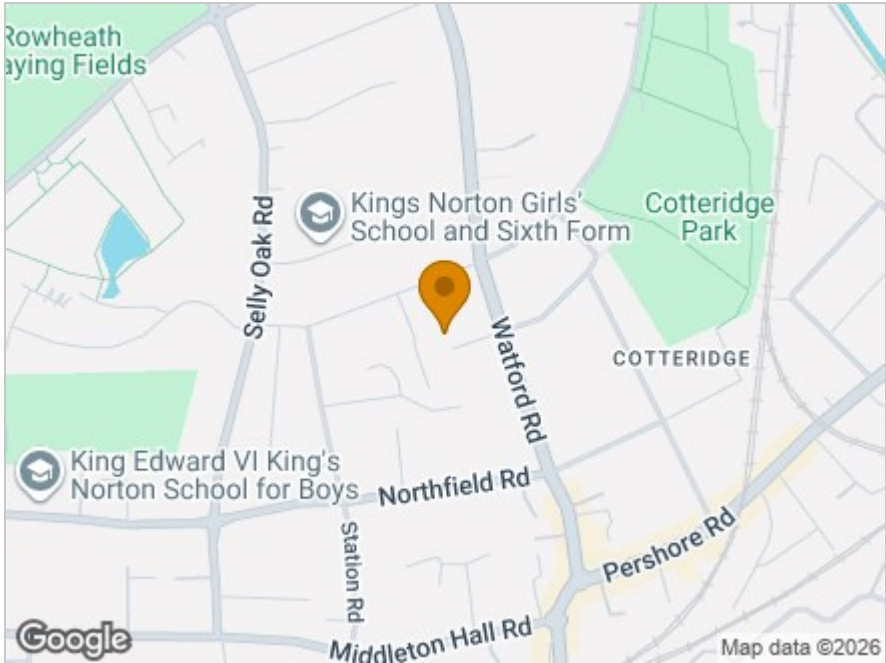 Rowheath
aying Fields
Selly Oak Rd
Kings Norton Girls'
School and Sixth Form
Cotteridge
Park
Watford Rd
COTTERIDGE
King Edward VI King's
Norton School for Boys
Northfield Rd
Station Rd
Pershore Rd
Middleton Hall Rd
Google
Map data ©2026